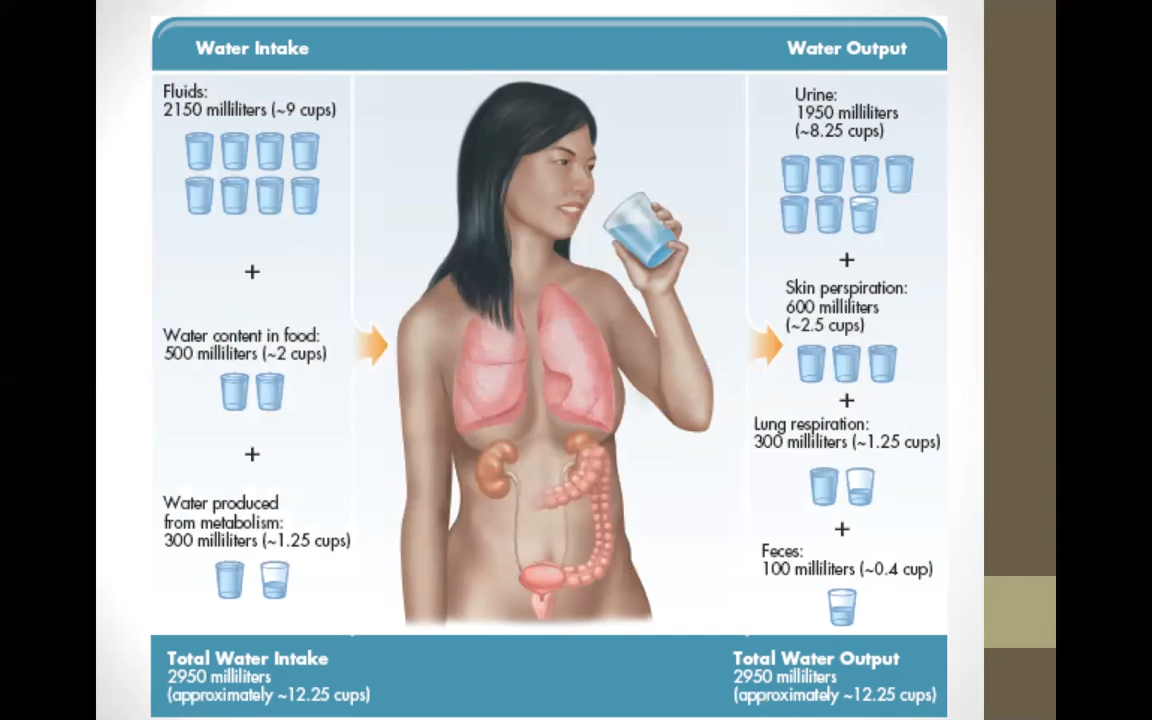 Water Intake
Water Output
Fluids:
2150 milliliters (~9 cups)
+
Water content in food:
500 milliliters (~2 cups)
+
Water produced
from metabolism:
300 milliliters (~1.25 cups)
Urine:
1950 milliliters
(~8.25 cups)
+
Skin perspiration:
600 milliliters
(~2.5 cups)
+
Lung respiration:
300 milliliters (~1.25 cups)
+
Feces:
100 milliliters (~0.4 cup)
Total Water Intake
2950 milliliters
(approximately ~12.25 cups)
Total Water Output
2950 milliliters
(approximately ~12.25 cups)